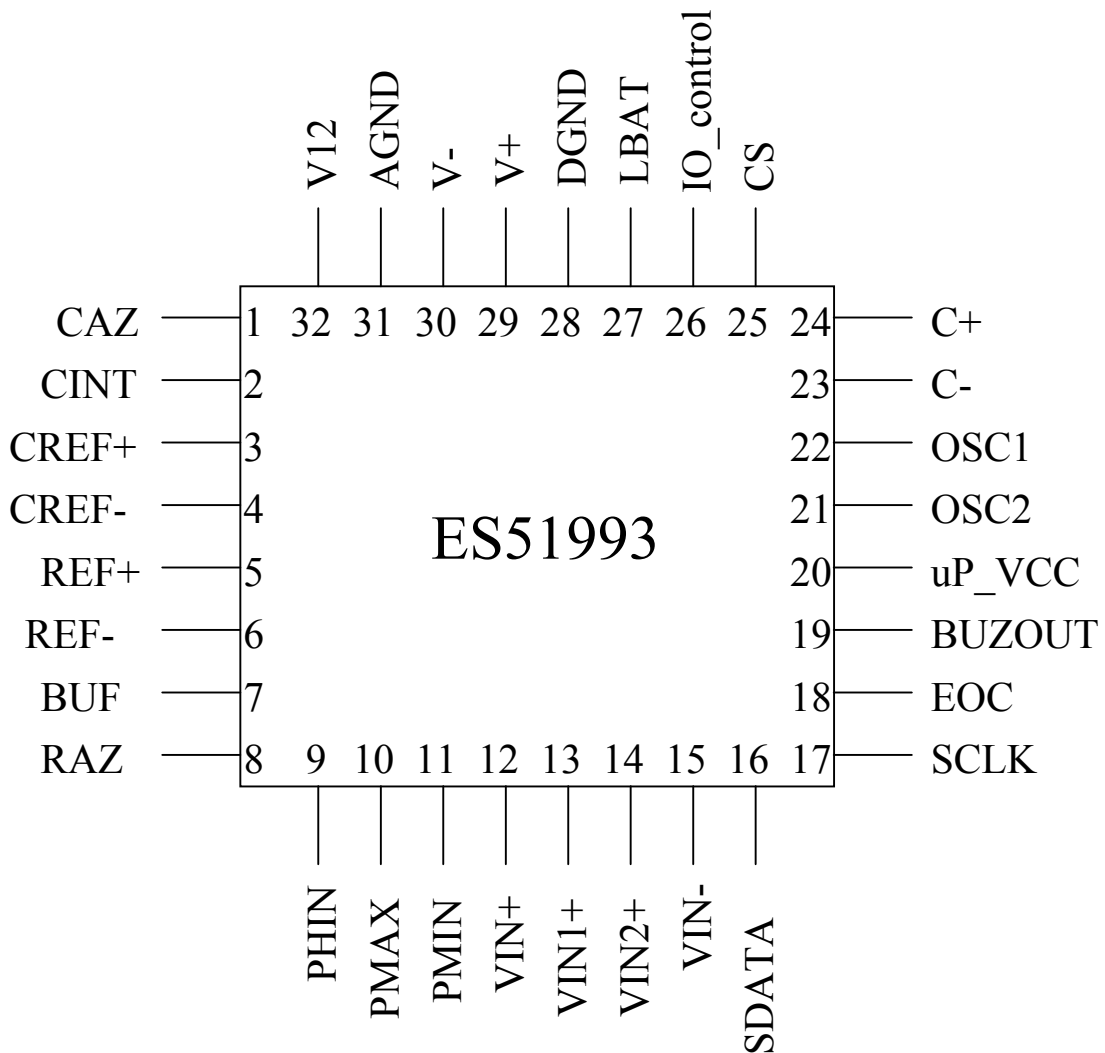 V12 AGND V- V+ DGND LBAT IO_control CS
CAZ 1 32 31 30 29 28 27 26 25 24 C+
CINT 2 23 C-
CREF+ 3 22 OSC1
CREF- 4 21 OSC2
ES51993
REF+ 5 20 uP_VCC
REF- 6 19 BUZOUT
BUF 7 18 EOC
RAZ 8 9 10 11 12 13 14 15 16 17 SCLK
PHIN PMAX PMIN VIN+ VIN1+ VIN2+ VIN- SDATA